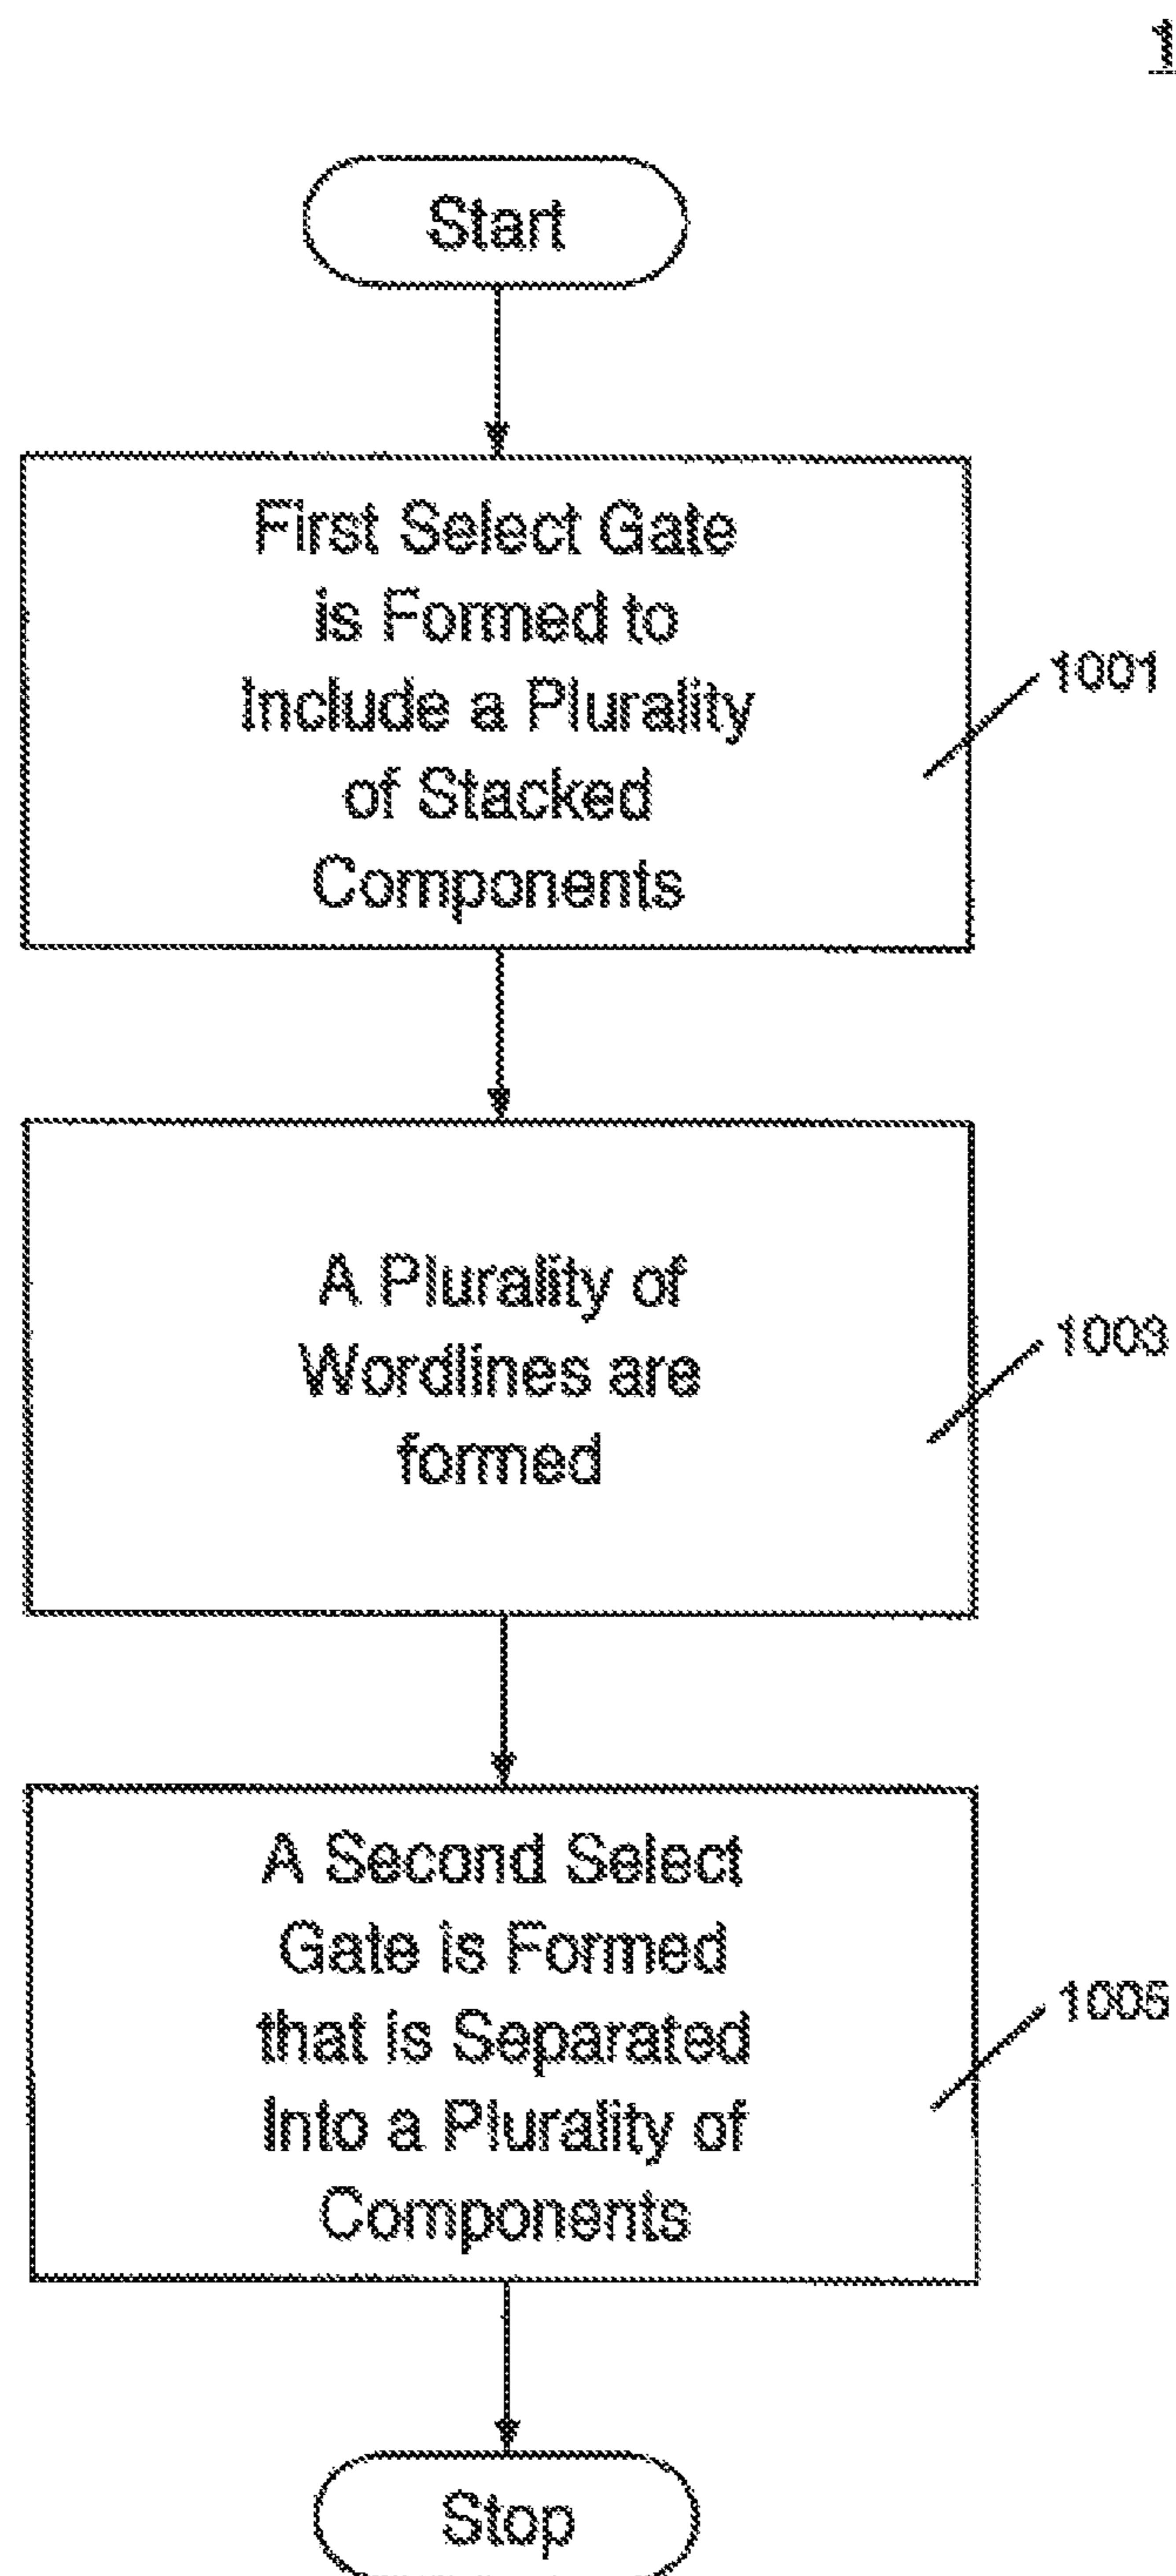 Start
First Select Gate
is Formed to
Include a Plurality
of Stacked
Components
1001
A Plurality of
Wordlines are
formed
1003
A Second Select
Gate is Formed
that is Separated
Into a Plurality of
Components
1005
Stop